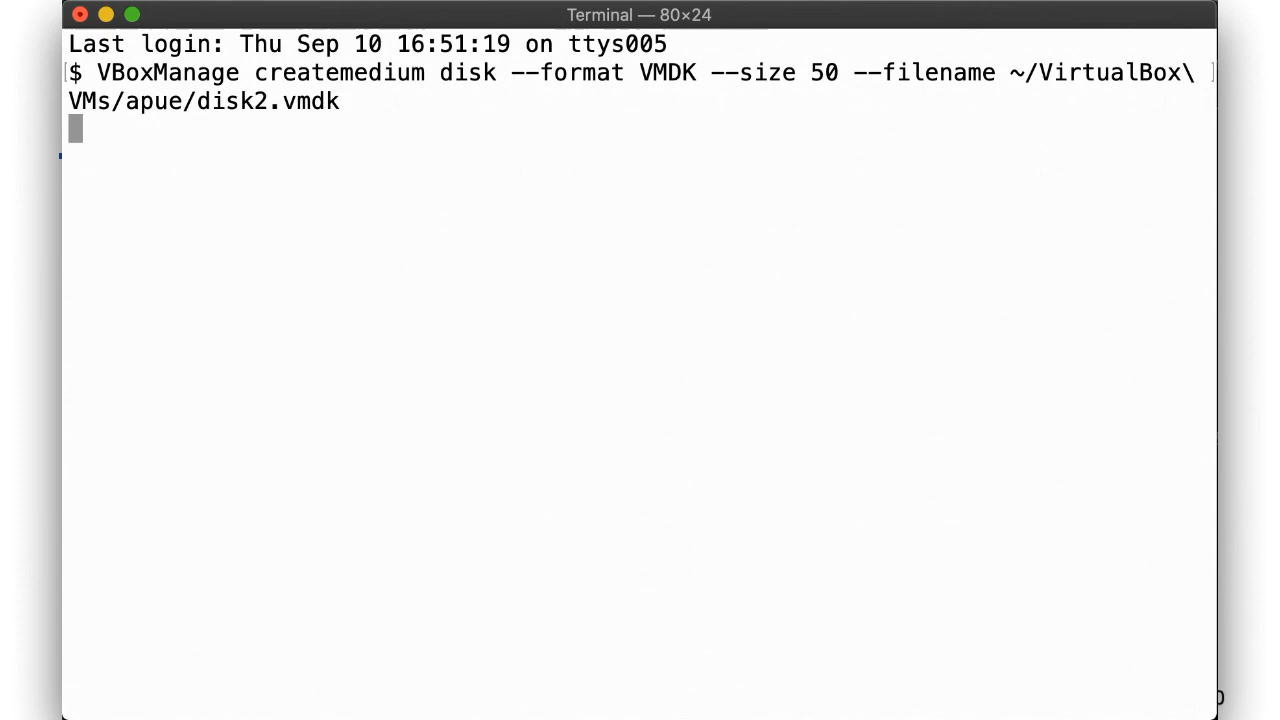 Terminal — 80×24
Last login: Thu Sep 10 16:51:19 on ttys005
$ VBoxManage createmedium disk --format VMDK --size 50 --filename ~/VirtualBox\
VMs/apue/disk2.vmdk